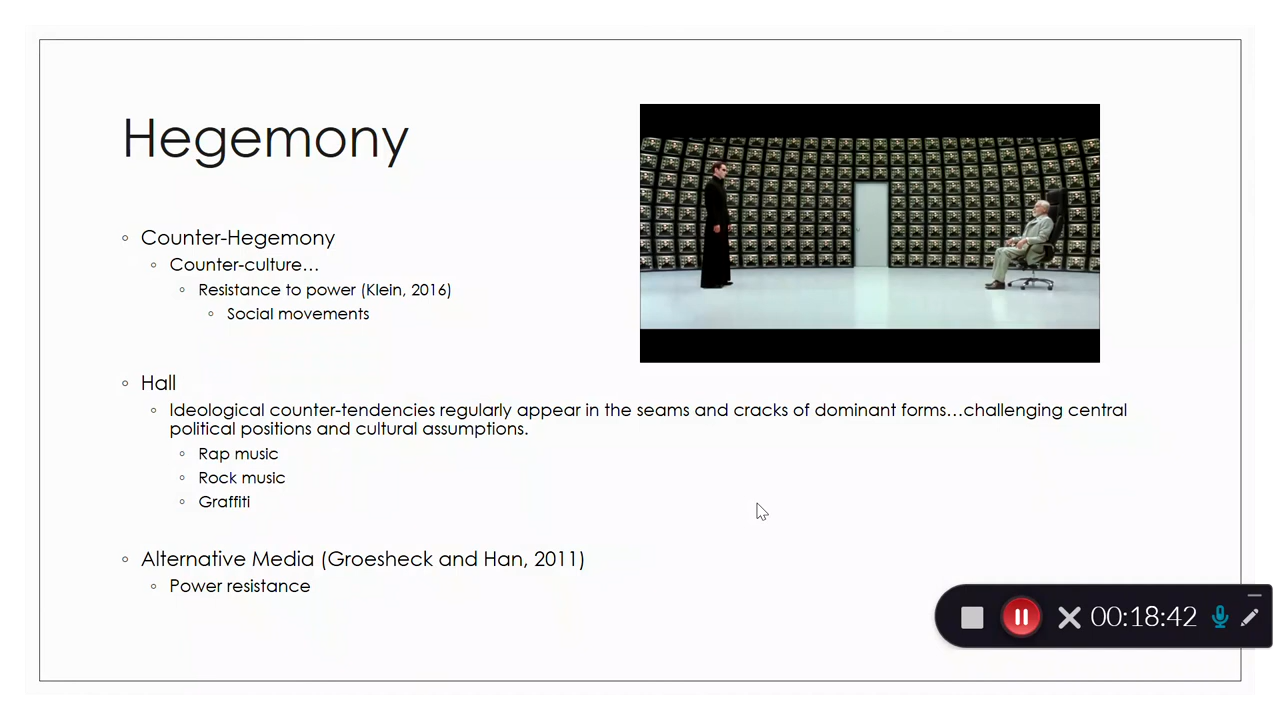 Hegemony
Counter-Hegemony
Counter-culture…
Resistance to power (Klein, 2016)
Social movements
Hall
Ideological counter-tendencies regularly appear in the seams and cracks of dominant forms…challenging central
political positions and cultural assumptions.
Rap music
Rock music
Graffiti
Alternative Media (Groesheck and Han, 2011)
Power resistance
00:18:42